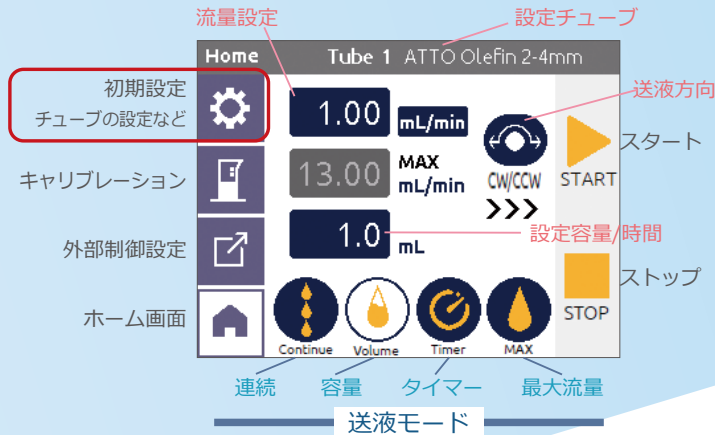 流量設定
設定チューブ
Home
Tube 1 ATTO Olefin 2-4mm
初期設定
チューブの設定など
1.00 mL/min
送液方向
スタート
キャリブレーション
13.00 MAX mL/min
CW/CCW
START
>>>
外部制御設定
1.0 mL
設定容量/時間
ストップ
ホーム画面
STOP
Continue
Volume
Timer
MAX
連続
容量
タイマー
最大流量
送液モード